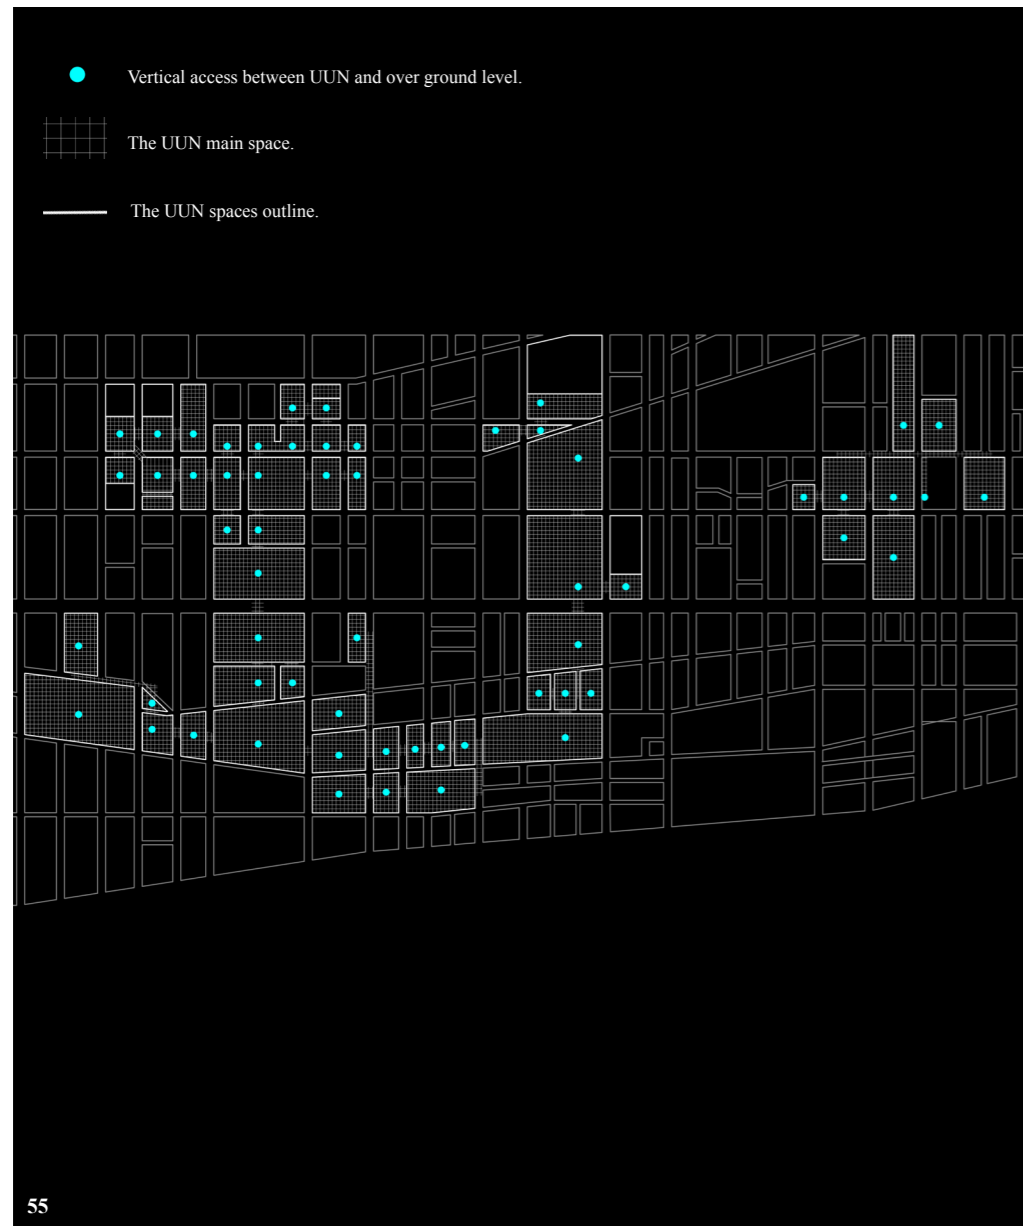 Vertical access between UUN and over ground level.
The UUN main space.
The UUN spaces outline.
55